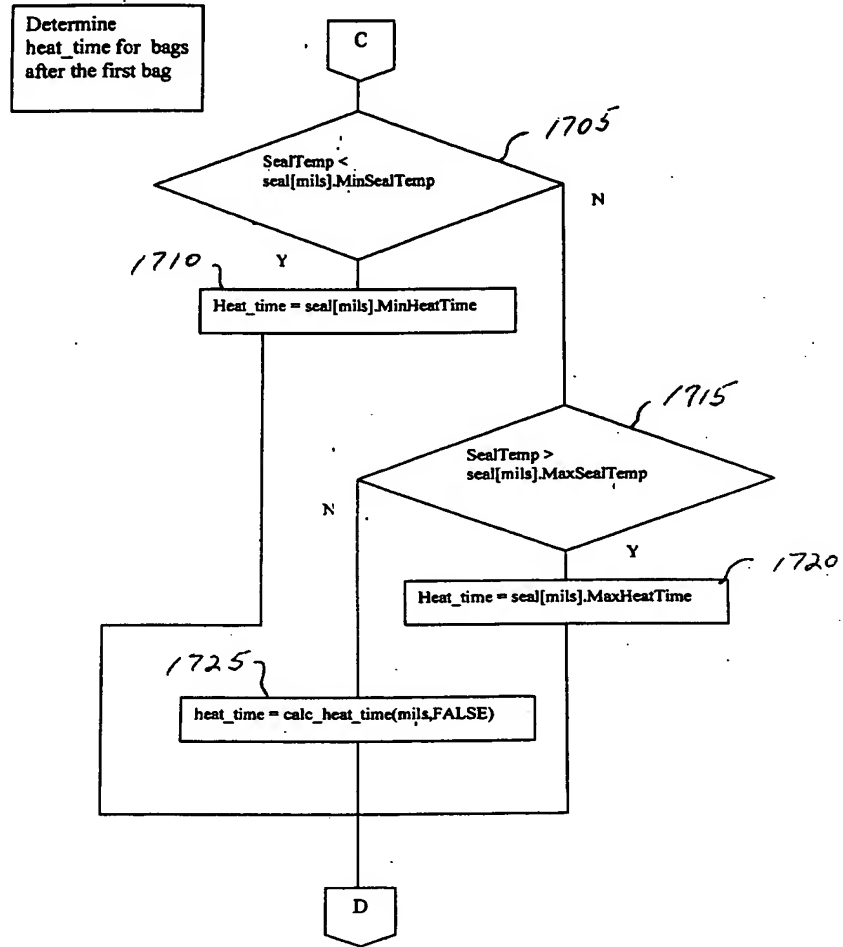 Determine
heat_time for bags
after the first bag
C
1705
SealTemp <
seal[mils].MinSealTemp
N
Y
1710
Heat_time = seal[mils].MinHeatTime
1715
SealTemp >
seal[mils].MaxSealTemp
N
Y
1720
Heat_time = seal[mils].MaxHeatTime
1725
heat_time = calc_heat_time(mils,FALSE)
D